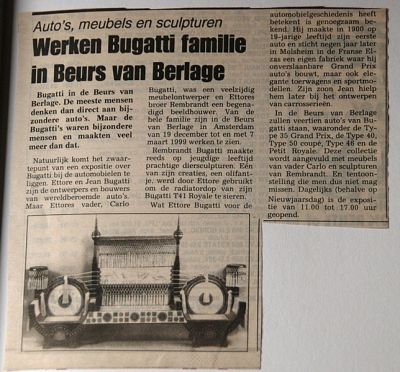 Auto's, meubels en sculpturen
Werken Bugatti familie
in Beurs van Berlage
Bugatti in de Beurs van
Berlage. De meeste mensen
denken dan direct aan bij-
zondere auto's. Maar de
Bugatti's waren bijzondere
mensen en maakten veel
meer dan dat.
Natuurlijk komt het zwaar-
tepunt van een expositie over
Bugatti bij de automobielen te
liggen. Ettore en Jean Bugatti
zijn de ontwerpers en bouwers
van wereldberoemde auto's.
Maar Ettores vader, Carlo
Bugatti, was een veelzijdig
meubelontwerper en Ettores
broer Rembrandt een begena-
digd beeldhouwer. Van de
hele familie zijn in de Beurs
van Berlage in Amsterdam
van 19 december tot en met 7
maart 1999 werken te zien.
Rembrandt Bugatti maakte
reeds op jeugdige leeftijd
prachtige diersculpturen. Eén
van zijn creaties, een olifant-
je, werd door Ettore gebruikt
om de radiatordop van zijn
Bugatti T41 Royale te sieren.
Wat Ettore Bugatti voor de
automobielgeschiedenis heeft
betekent is genoegzaam be-
kend. Hij maakte in 1900 op
19-jarige leeftijd zijn eerste
auto en sticht negen jaar later
in Molsheim in de Franse El-
zas een eigen fabriek waar hij
onverslaanbare Grand Prix
auto's bouwt, maar ook ele-
gante toerwagens en sportmo-
dellen. Zijn zoon Jean hielp
hem later bij het ontwerpen
van carrosserieën.
In de Beurs van Berlage
zullen veertien auto's van Bu-
gatti staan, waaronder de Ty-
pe 35 Grand Prix, de Type 40,
Type 50 coupé, Type 46 en de
Petit Royale. Deze collectie
wordt aangevuld met meubels
van vader Carlo en sculpturen
van Rembrandt. En tentoon-
stelling die men dus niet mag
missen. Dagelijks (behalve op
Nieuwjaarsdag) is de exposi-
tie van 11.00 tot 17.00 uur
geopend.